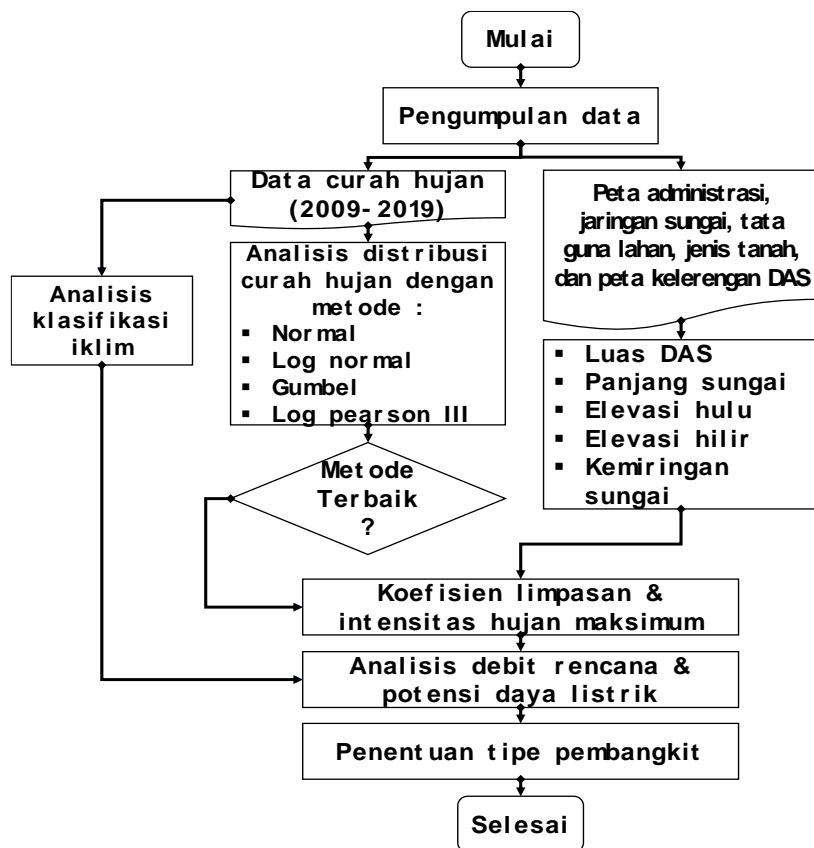 Mulai
Pengumpulan data
Data curah hujan
(2009-2019)
Peta administrasi,
jaringan sungai, tata
guna lahan, jenis tanah,
dan peta kelerengan DAS
Analisis distribusi
curah hujan dengan
metode :
▪ Normal
▪ Log normal
▪ Gumbel
▪ Log pearson III
Analisis
klasifikasi
iklim
▪ Luas DAS
▪ Panjang sungai
▪ Elevasi hulu
▪ Elevasi hilir
▪ Kemiringan
sungai
Metode
Terbaik
?
Koefisien limpasan &
intensitas hujan maksimum
Analisis debit rencana &
potensi daya listrik
Penentuan tipe pembangkit
Selesai